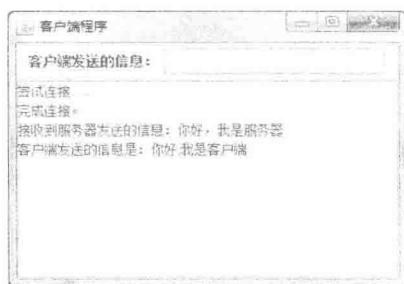 客户端程序
客户端发送的信息：
尝试连接...
完成连接。
接收到服务器发送的信息：你好，我是服务器
客户端发送的信息是：你好,我是客户端